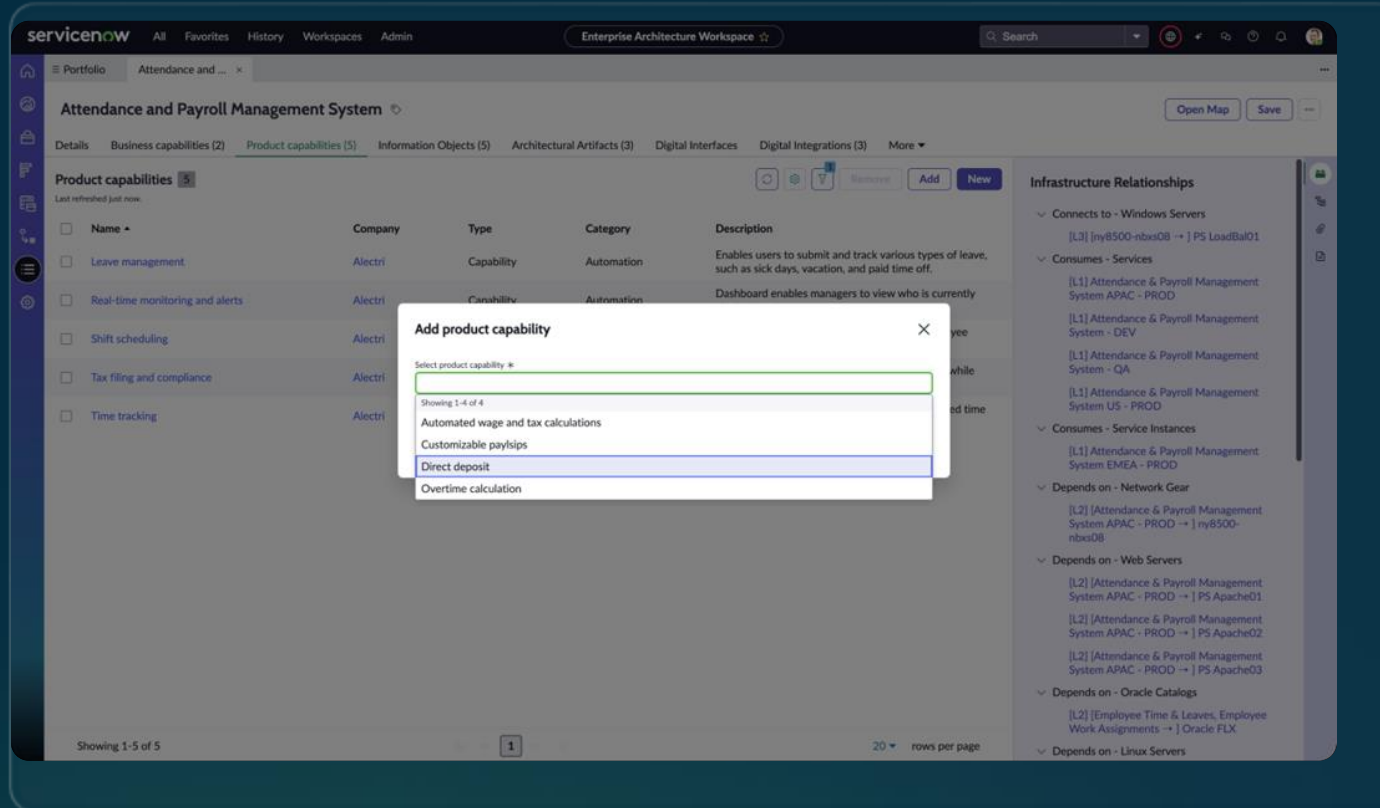 servicenow All Favorites History Workspaces Admin Enterprise Architecture Workspace Search
Portfolio Attendance and ... ×
Attendance and Payroll Management System Open Map Save
Details Business capabilities (2) Product capabilities (5) Information Objects (5) Architectural Artifacts (3) Digital Interfaces Digital Integrations (3) More
Product capabilities 5 1 Remove Add New
Last refreshed just now.
Name Company Type Category Description
Leave management Alectri Capability Automation Enables users to submit and track various types of leave,
such as sick days, vacation, and paid time off.
Real-time monitoring and alerts Alectri Capability Automation Dashboard enables managers to view who is currently
Shift scheduling Alectri
Tax filing and compliance Alectri while
Time tracking Alectri ed time
Add product capability
Select product capability *
Showing 1-4 of 4
Automated wage and tax calculations
Customizable paylsips
Direct deposit
Overtime calculation
Showing 1-5 of 5 1 20 rows per page
Infrastructure Relationships
Connects to - Windows Servers
[L3] [ny8500-nbxs08 → ] PS LoadBal01
Consumes - Services
[L1] Attendance & Payroll Management
System APAC - PROD
[L1] Attendance & Payroll Management
System - DEV
[L1] Attendance & Payroll Management
System - QA
[L1] Attendance & Payroll Management
System US - PROD
Consumes - Service Instances
[L1] Attendance & Payroll Management
System EMEA - PROD
Depends on - Network Gear
[L2] [Attendance & Payroll Management
System APAC - PROD → ] ny8500-
nbxs08
Depends on - Web Servers
[L2] [Attendance & Payroll Management
System APAC - PROD → ] PS Apache01
[L2] [Attendance & Payroll Management
System APAC - PROD → ] PS Apache02
[L2] [Attendance & Payroll Management
System APAC - PROD → ] PS Apache03
Depends on - Oracle Catalogs
[L2] [Employee Time & Leaves, Employee
Work Assignments → ] Oracle FLX
Depends on - Linux Servers